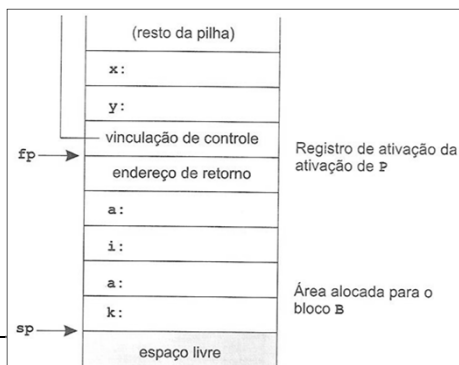 (resto da pilha)
x:
y:
vinculação de controle
fp
Registro de ativação da
ativação de P
endereço de retorno
a:
i:
a:
Área alocada para o
bloco B
k:
sp
espaço livre